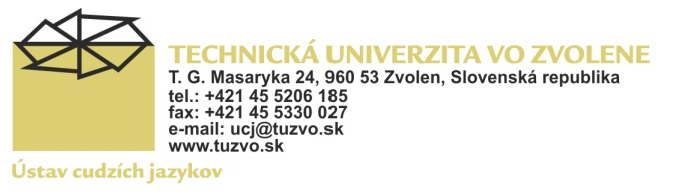 TECHNICKÁ UNIVERZITA VO ZVOLENE
T. G. Masaryka 24, 960 53 Zvolen, Slovenská republika
tel.: +421 45 5206 185
fax: +421 45 5330 027
e-mail: ucj@tuzvo.sk
www.tuzvo.sk
Ústav cudzích jazykov